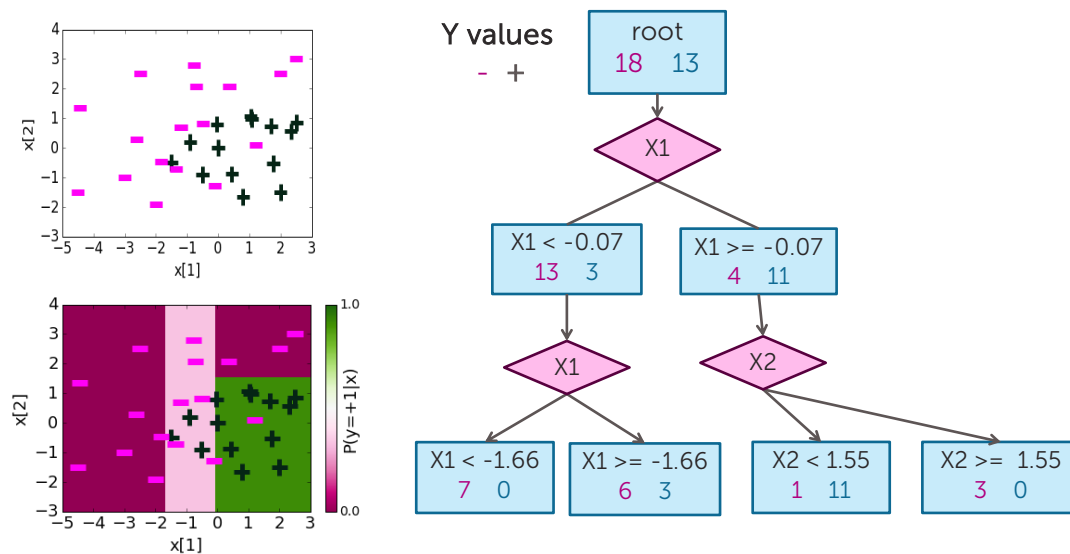 4
3
2
1
0
−1
−2
−3
x[2]
−5 −4 −3 −2 −1 0 1 2 3
x[1]
4
3
2
1
0
−1
−2
−3
x[2]
−5 −4 −3 −2 −1 0 1 2 3
x[1]
1.0
0.0
P(y=+1|x)
Y values
- +
root
18 13
X1
X1 < -0.07
13 3
X1 >= -0.07
4 11
X1
X2
X1 < -1.66
7 0
X1 >= -1.66
6 3
X2 < 1.55
1 11
X2 >= 1.55
3 0